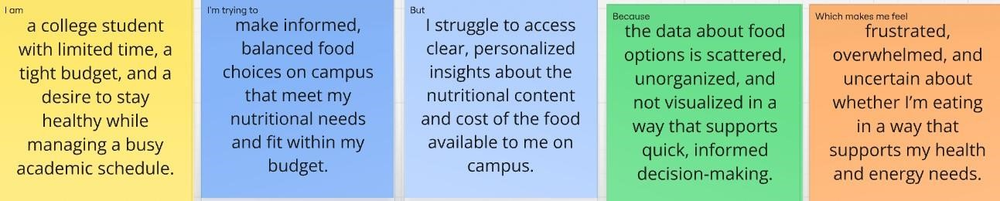 I am
a college student
with limited time, a
tight budget, and a
desire to stay
healthy while
managing a busy
academic schedule.
I'm trying to
make informed,
balanced food
choices on campus
that meet my
nutritional needs
and fit within my
budget.
But
I struggle to access
clear, personalized
insights about the
nutritional content
and cost of the food
available to me on
campus.
Because
the data about food
options is scattered,
unorganized, and
not visualized in a
way that supports
quick, informed
decision-making.
Which makes me feel
frustrated,
overwhelmed, and
uncertain about
whether I’m eating
in a way that
supports my health
and energy needs.